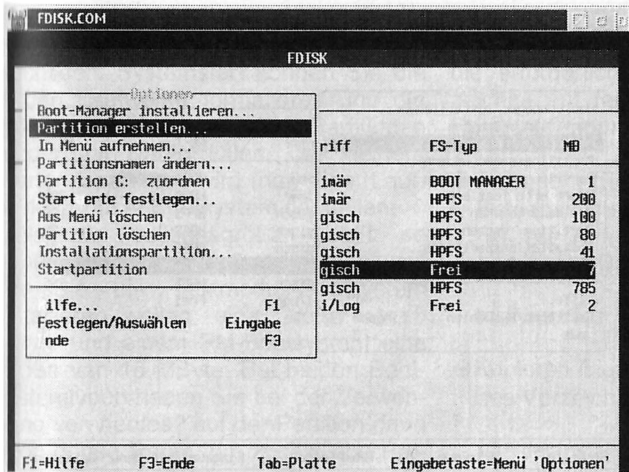 FDISK.COM
FDISK
Optionen
Boot-Manager installieren...
Partition erstellen...
In Menü aufnehmen...
Partitionsnamen ändern...
Partition C: zuordnen
Start erte festlegen...
Aus Menü löschen
Partition löschen
Installationspartition...
Startpartition
ilfe... F1
Festlegen/Auswählen Eingabe
nde F3
riff FS-Typ MB
imär BOOT MANAGER
imär HPFS 200
gisch HPFS 100
gisch HPFS 80
gisch HPFS 41
gisch Frei 7
gisch HPFS 785
i/Log Frei 2
F1=Hilfe F3=Ende Tab=Platte Eingabetaste=Menü 'Optionen'